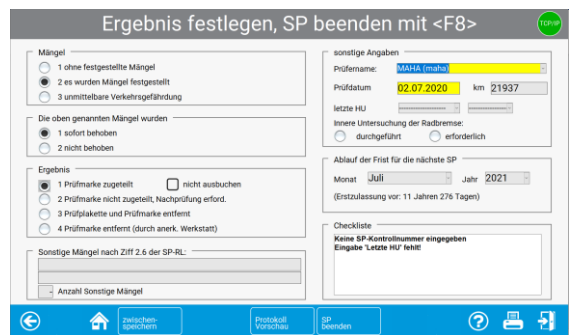 Ergebnis festlegen, SP beenden mit <F8>
TCP/IP
Mängel
1 ohne festgestellte Mängel
2 es wurden Mängel festgestellt
3 unmittelbare Verkehrsgefährdung
Die oben genannten Mängel wurden
1 sofort behoben
2 nicht behoben
Ergebnis
1 Prüfmarke zugeteilt
nicht ausbuchen
2 Prüfmarke nicht zugeteilt, Nachprüfung erford.
3 Prüfplakette und Prüfmarke entfernt
4 Prüfmarke entfernt (durch anerk. Werkstatt)
Sonstige Mängel nach Ziff 2.6 der SP-RL:
- Anzahl Sonstige Mängel
sonstige Angaben
Prüfername: MAHA (maha)
Prüfdatum 02.07.2020 km 21937
letzte HU
Innere Untersuchung der Radbremse:
durchgeführt erforderlich
Ablauf der Frist für die nächste SP
Monat Juli Jahr 2021
(Erstzulassung vor: 11 Jahren 276 Tagen)
Checkliste
Keine SP-Kontrollnummer eingegeben
Eingabe 'Letzte HU' fehlt!
zwischen-
speichern
Protokoll
Vorschau
SP
beenden